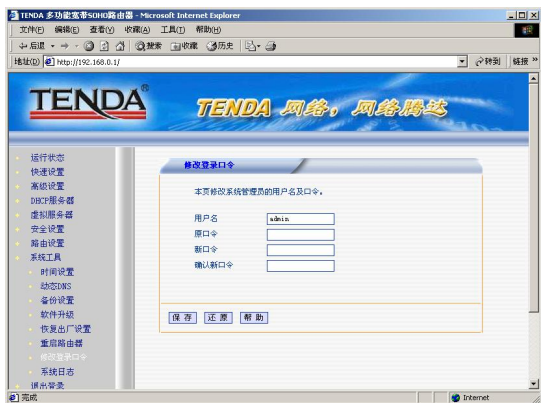 TENDA 多功能宽带SOHO路由器 - Microsoft Internet Explorer
文件(F) 编辑(E) 查看(V) 收藏(A) 工具(T) 帮助(H)
后退 搜索 收藏 历史
地址(D) http://192.168.0.1/ 转到 链接 »
TENDA®
TENDA 网络，网络腾达
运行状态
快速设置
高级设置
DHCP服务器
虚拟服务器
安全设置
路由设置
系统工具
时间设置
动态DNS
备份设置
软件升级
恢复出厂设置
重启路由器
修改登录口令
系统日志
退出登录
修改登录口令
本页修改系统管理员的用户名及口令。
用户名 admin
原口令
新口令
确认新口令
保存 还原 帮助
完成 Internet